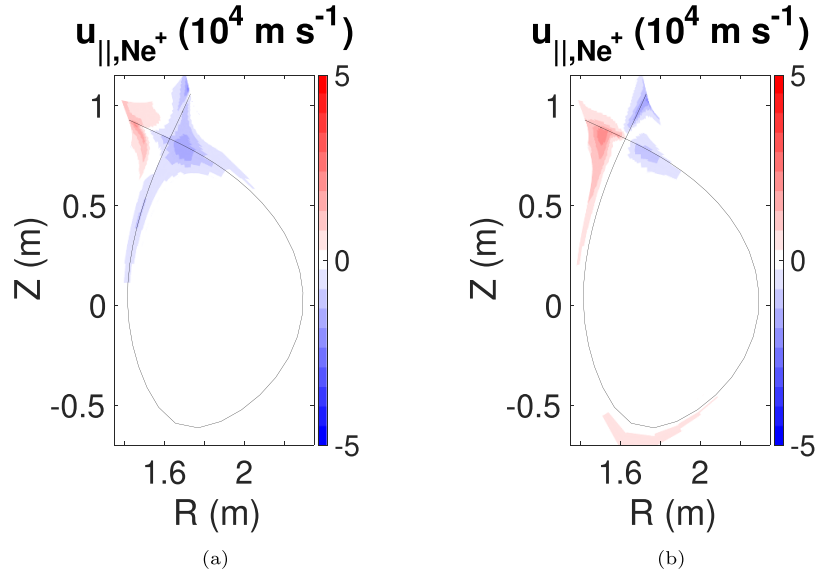 u||,Ne+ (10^4 m s^-1) u||,Ne+ (10^4 m s^-1)
5 5
1 1
0.5 0.5
Z (m) 0 Z (m) 0
0 0
-0.5 -0.5
-5 -5
1.6 2 1.6 2
R (m) R (m)
(a) (b)